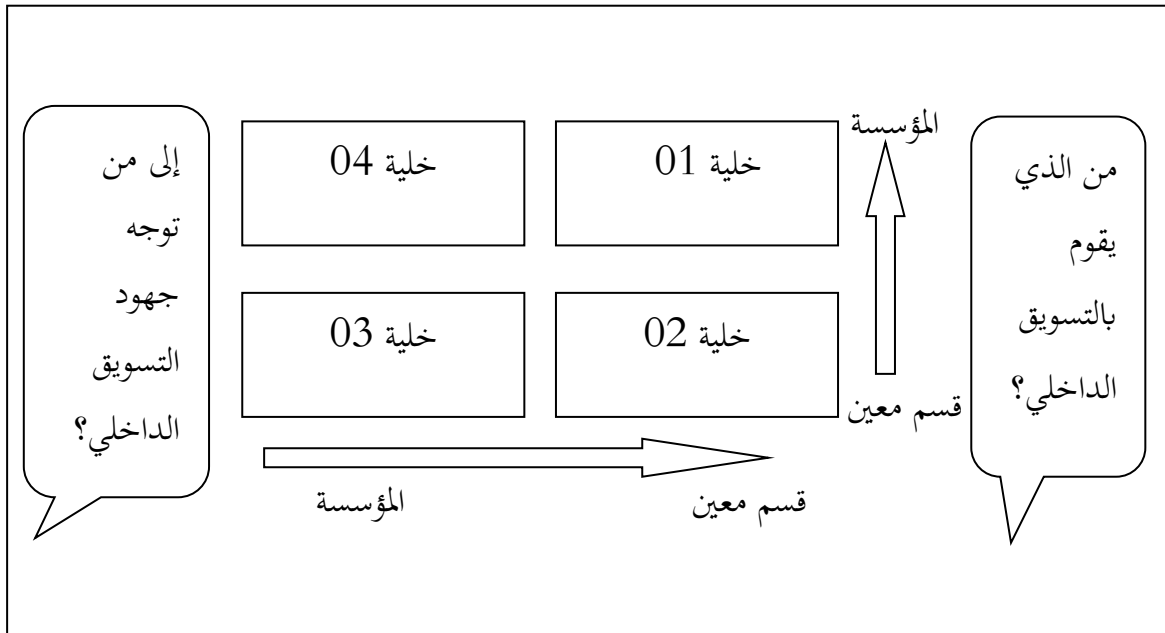 من الذي
يقوم
بالتسويق
الداخلي؟
المؤسسة
قسم معين
خلية 01
خلية 04
خلية 02
خلية 03
قسم معين
المؤسسة
إلى من
توجه
جهود
التسويق
الداخلي؟